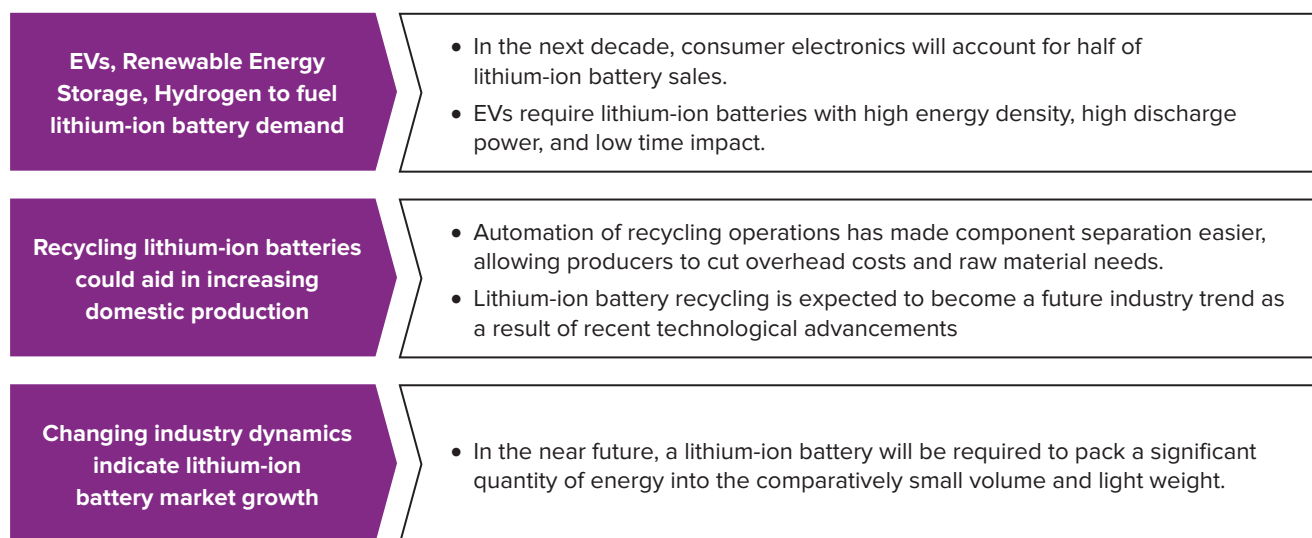 EVs, Renewable Energy
Storage, Hydrogen to fuel
lithium-ion battery demand
• In the next decade, consumer electronics will account for half of
lithium-ion battery sales.
• EVs require lithium-ion batteries with high energy density, high discharge
power, and low time impact.
Recycling lithium-ion batteries
could aid in increasing
domestic production
• Automation of recycling operations has made component separation easier,
allowing producers to cut overhead costs and raw material needs.
• Lithium-ion battery recycling is expected to become a future industry trend as
a result of recent technological advancements
Changing industry dynamics
indicate lithium-ion
battery market growth
• In the near future, a lithium-ion battery will be required to pack a significant
quantity of energy into the comparatively small volume and light weight.